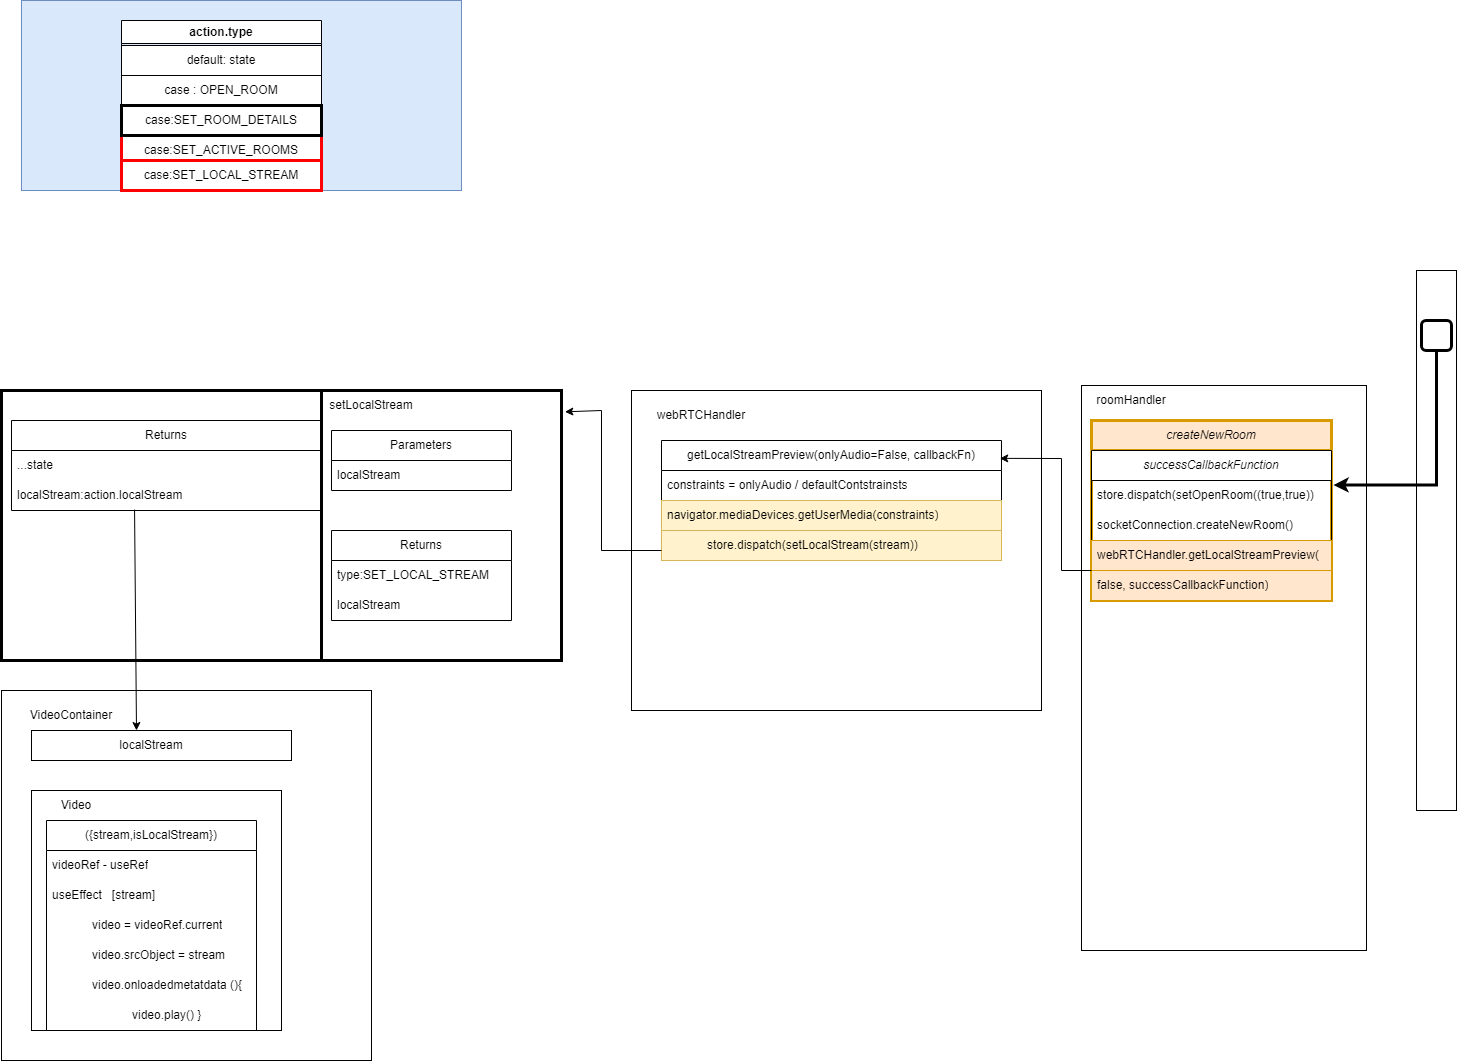 action.type
default: state
case : OPEN_ROOM
case:SET_ROOM_DETAILS
case:SET_ACTIVE_ROOMS
case:SET_LOCAL_STREAM
Returns
...state
localStream:action.localStream
setLocalStream
Parameters
localStream
Returns
type:SET_LOCAL_STREAM
localStream
webRTCHandler
getLocalStreamPreview(onlyAudio=False, callbackFn)
constraints = onlyAudio / defaultContstrainsts
navigator.mediaDevices.getUserMedia(constraints)
store.dispatch(setLocalStream(stream))
roomHandler
createNewRoom
successCallbackFunction
store.dispatch(setOpenRoom((true,true))
socketConnection.createNewRoom()
webRTCHandler.getLocalStreamPreview(
false, successCallbackFunction)
VideoContainer
localStream
Video
({stream,isLocalStream})
videoRef - useRef
useEffect [stream]
video = videoRef.current
video.srcObject = stream
video.onloadedmetatdata (){
video.play() }